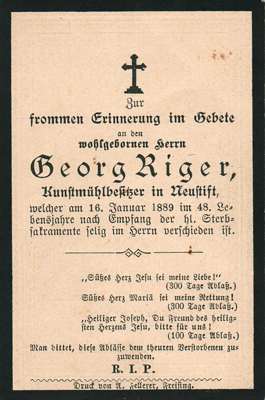 Zur
frommen Erinnerung im Gebete
an den
wohlgebornen Herrn
Georg Riger,
Kunstmühlbesitzer in Neustift,
welcher am 16. Januar 1889 im 48. Le-
bensjahre nach Empfang der hl. Sterb-
sakramente selig im Herrn verschieden ist.
„Süßes Herz Jesu sei meine Liebe!“
(300 Tage Ablaß.)
Süßes Herz Mariä sei meine Rettung!
(300 Tage Ablaß.)
„Heiliger Joseph, Du Freund des heilig-
sten Herzens Jesu, bitte für uns!
(100 Tage Ablaß.)
Man bittet, diese Ablässe dem theuren Verstorbenen zu-
zuwenden.
R. I. P.
Druck von A. Fellerer, Freising.